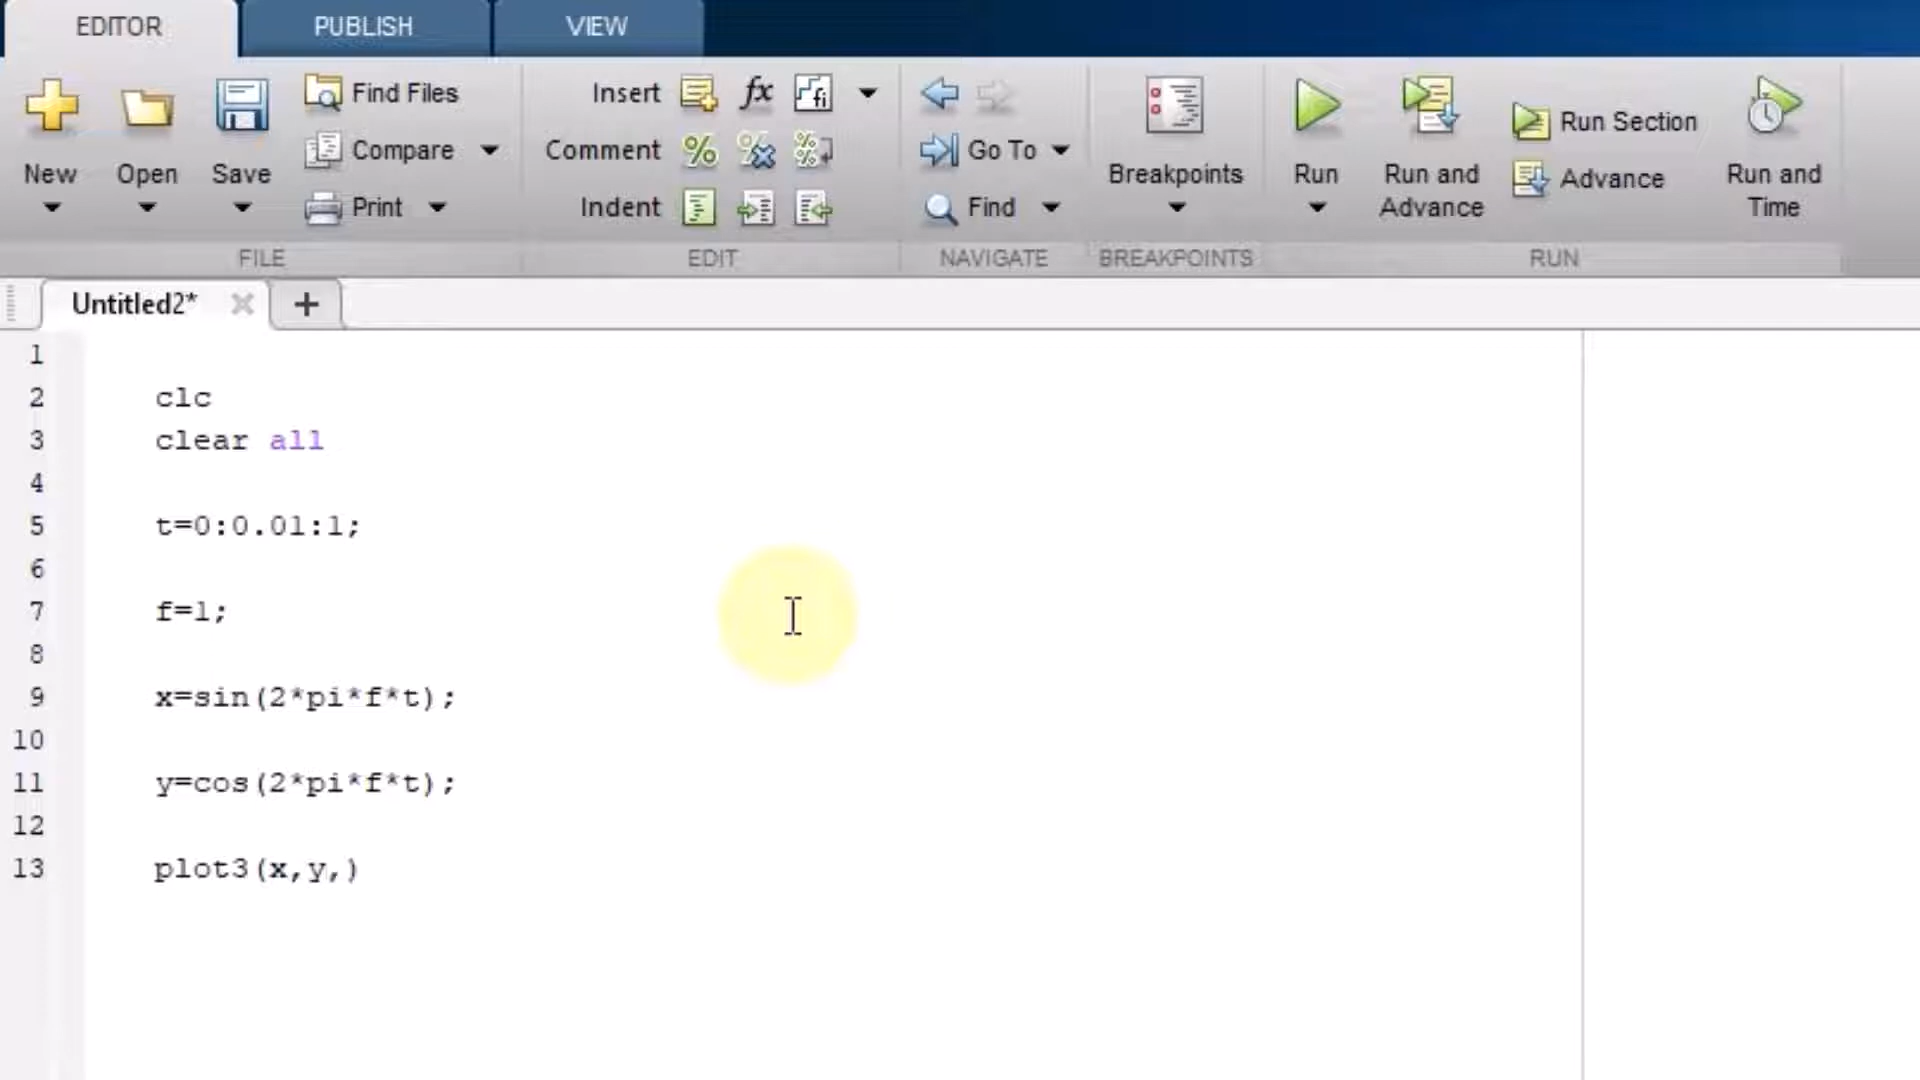 EDITOR PUBLISH VIEW
New
Open
Save
Find Files
Compare
Print
FILE
Insert fx fi
Comment % % %
Indent
EDIT
Go To
Find
NAVIGATE
Breakpoints
BREAKPOINTS
Run
Run and
Advance
Run Section
Advance
Run and
Time
RUN
Untitled2* +
1
2 clc
3 clear all
4
5 t=0:0.01:1;
6
7 f=1;
8
9 x=sin(2*pi*f*t);
10
11 y=cos(2*pi*f*t);
12
13 plot3(x,y,)